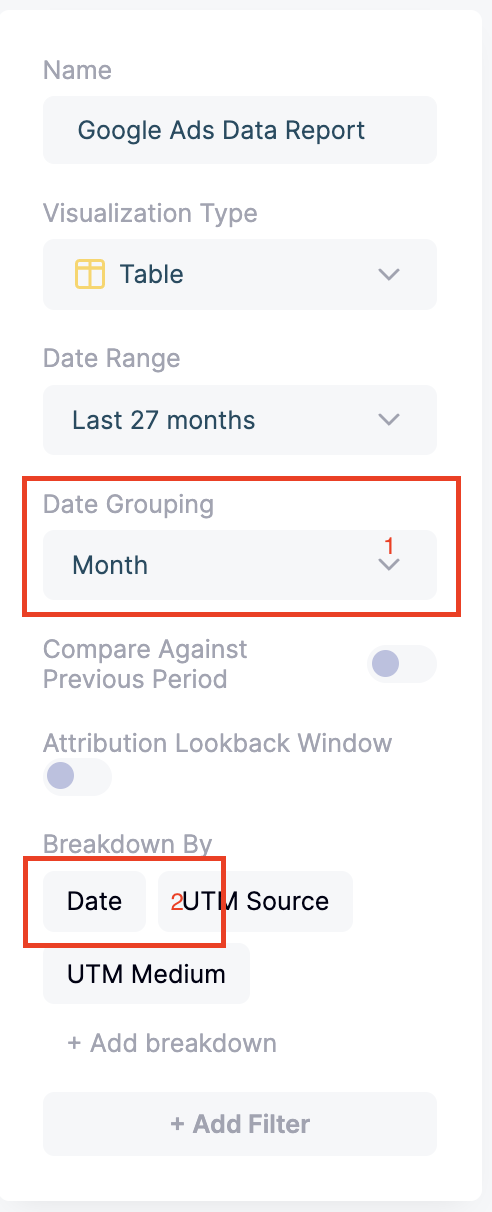 Name
Google Ads Data Report
Visualization Type
Table
Date Range
Last 27 months
Date Grouping
1
Month
Compare Against
Previous Period
Attribution Lookback Window
Breakdown By
Date 2 UTM Source
UTM Medium
+ Add breakdown
+ Add Filter